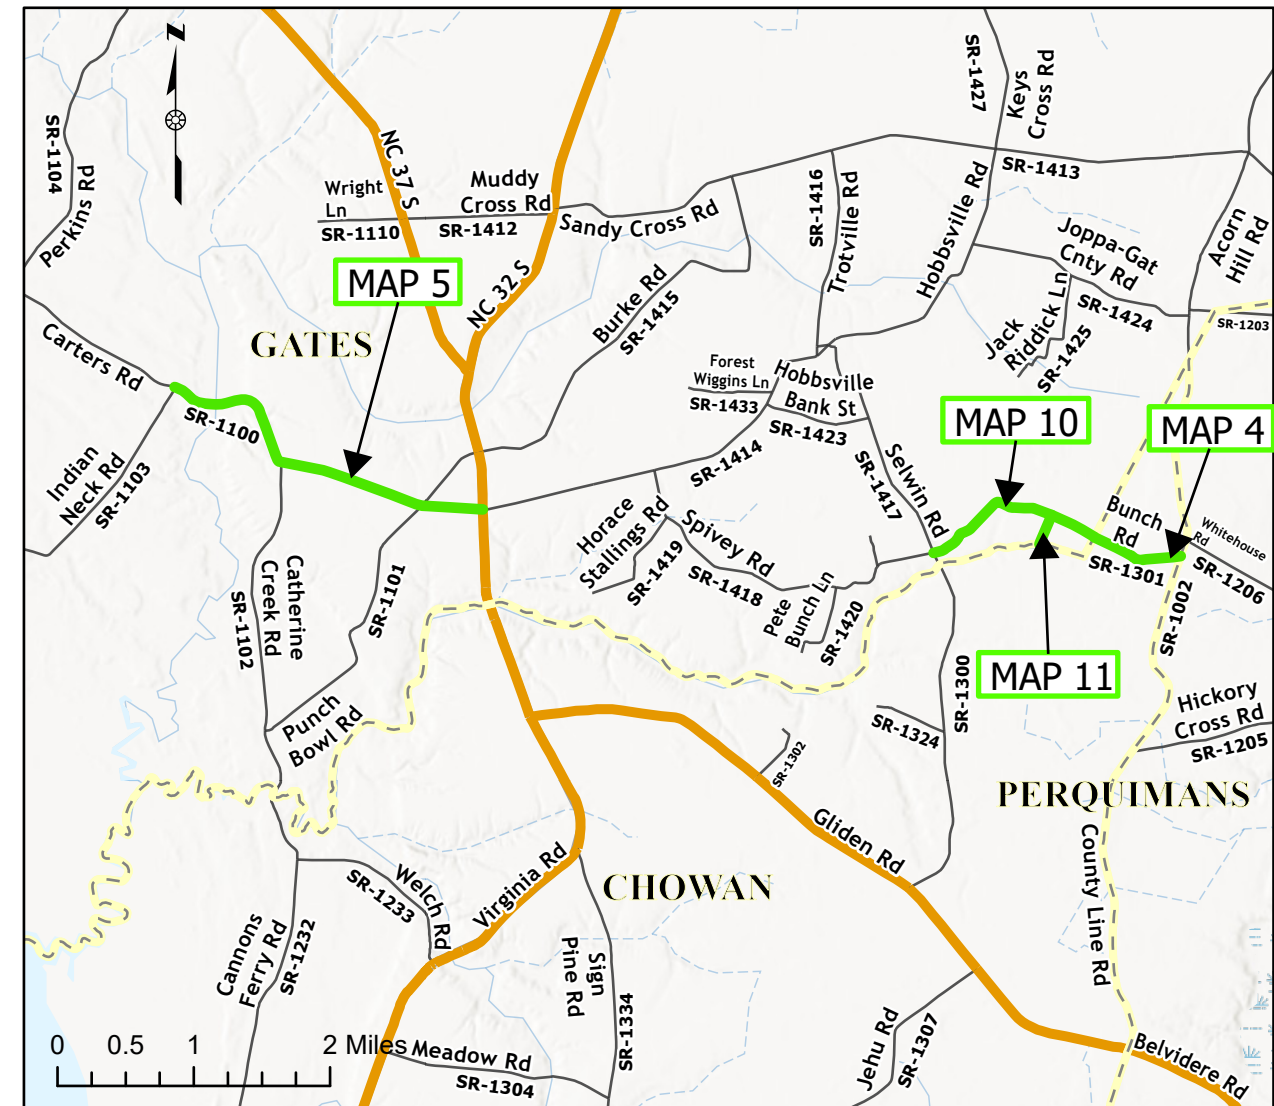 N
SR-1427
Keys
Cross Rd
SR-1104
Perkins Rd
NC 37 S
Wright
Ln
SR-1110
Muddy
Cross Rd
SR-1412
Sandy Cross Rd
SR-1416
Trotville Rd
Hobbsville Rd
SR-1413
Joppa-Gat
Cnty Rd
SR-1424
Acorn
Hill Rd
SR-1203
MAP 5
NC 32 S
Burke Rd
SR-1415
Jack
Riddick Ln
SR-1425
GATES
Carters Rd
SR-1100
Indian
Neck Rd
SR-1103
Forest
Wiggins Ln
SR-1433
Hobbsville
Bank St
SR-1423
SR-1414
SR-1417
Selwin Rd
MAP 10
MAP 4
Bunch
Rd
Whitehouse
Rd
SR-1301
SR-1206
SR-1002
Horace
Stallings Rd
SR-1419
Spivey Rd
SR-1418
Pete
Bunch Ln
SR-1420
Catherine
Creek Rd
SR-1102
SR-1101
Punch
Bowl Rd
MAP 11
SR-1300
SR-1324
SR-1302
Hickory
Cross Rd
SR-1205
PERQUIMANS
Gliden Rd
County Line Rd
CHOWAN
Virginia Rd
Welch Rd
SR-1233
Cannons
Ferry Rd
SR-1232
Sign
Pine Rd
SR-1334
Jehu Rd
SR-1307
Belvidere Rd
Meadow Rd
SR-1304
0 0.5 1 2 Miles